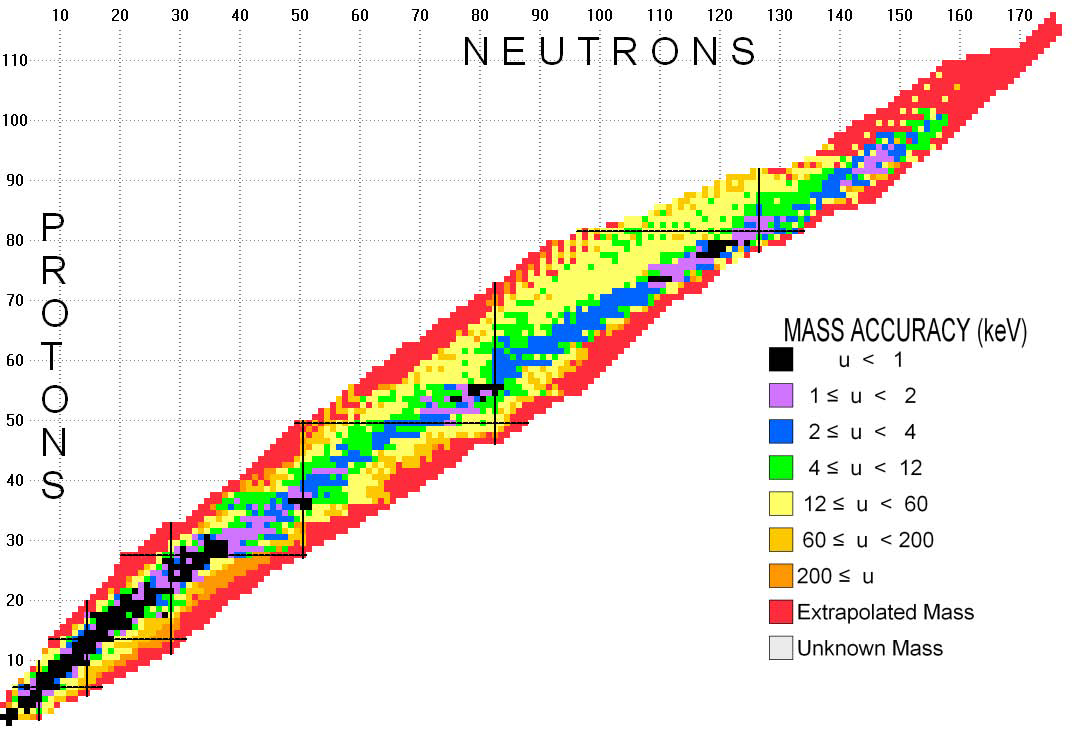 10 20 30 40 50 60 70 80 90 100 110 120 130 140 150 160 170
NEUTRONS
110
100
90
80
70
60
50
40
30
20
10
PROTONS
MASS ACCURACY (keV)
u < 1
1 ≤ u < 2
2 ≤ u < 4
4 ≤ u < 12
12 ≤ u < 60
60 ≤ u < 200
200 ≤ u
Extrapolated Mass
Unknown Mass